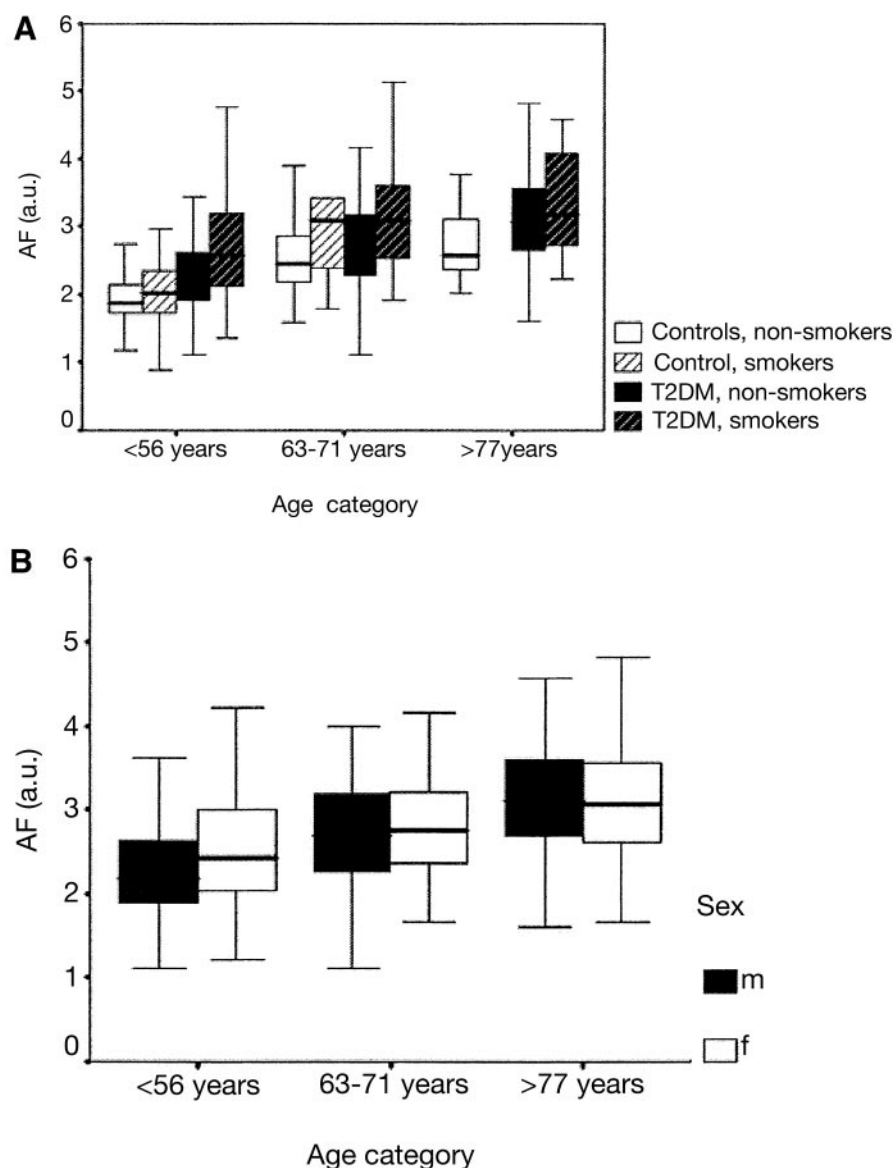 A
6
5
4
3
2
1
0
AF (a.u.)
<56 years
63-71 years
>77years
Age category
Controls, non-smokers
Control, smokers
T2DM, non-smokers
T2DM, smokers
B
6
5
4
3
2
1
0
AF (a.u.)
<56 years
63-71 years
>77 years
Age category
Sex
m
f